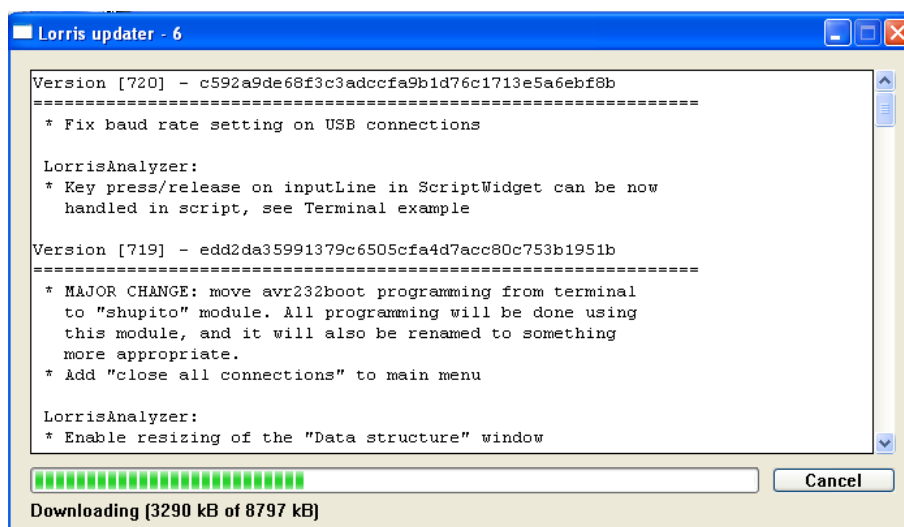 Lorris updater - 6
Version [720] - c592a9de68f3c3adccfa9b1d76c1713e5a6ebf8b
================================================================
* Fix baud rate setting on USB connections
LorrisAnalyzer:
* Key press/release on inputLine in ScriptWidget can be now
handled in script, see Terminal example
Version [719] - edd2da35991379c6505cfa4d7acc80c753b1951b
================================================================
* MAJOR CHANGE: move avr232boot programming from terminal
to "shupito" module. All programming will be done using
this module, and it will also be renamed to something
more appropriate.
* Add "close all connections" to main menu
LorrisAnalyzer:
* Enable resizing of the "Data structure" window
Cancel
Downloading (3290 kB of 8797 kB)